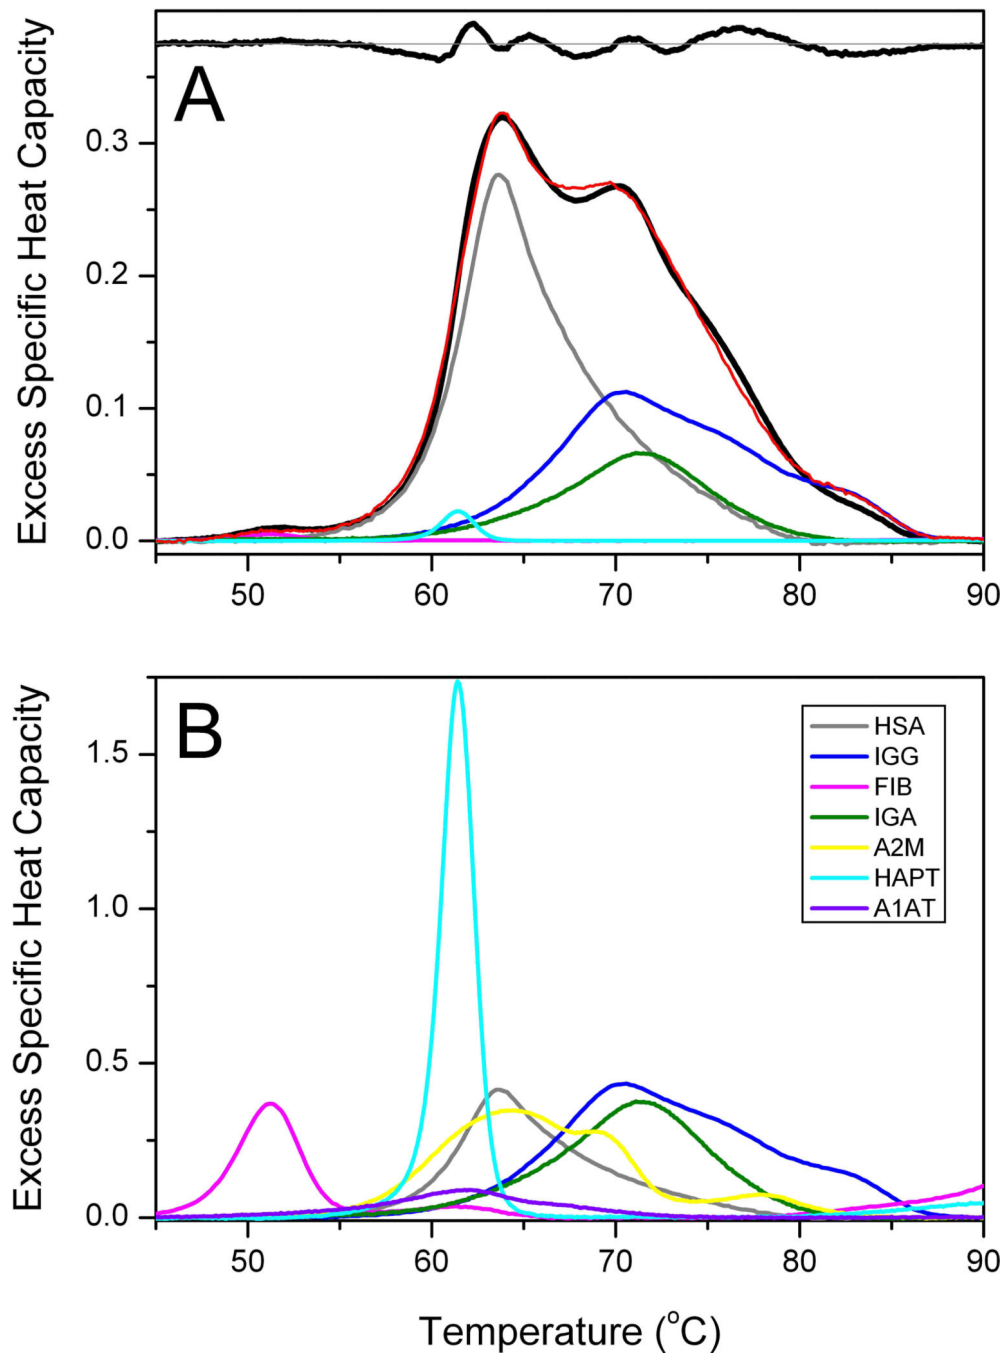 A
Excess Specific Heat Capacity
0.3
0.2
0.1
0.0
50 60 70 80 90
B
Excess Specific Heat Capacity
1.5
1.0
0.5
0.0
HSA
IGG
FIB
IGA
A2M
HAPT
A1AT
50 60 70 80 90
Temperature (°C)